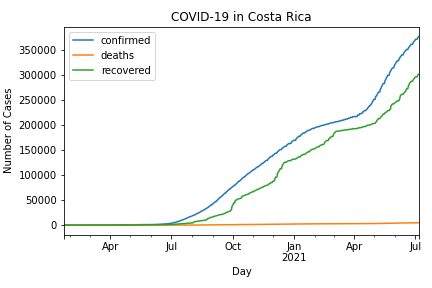 COVID-19 in Costa Rica
confirmed
deaths
recovered
Number of Cases
350000
300000
250000
200000
150000
100000
50000
0
Apr
Jul
Oct
Jan
2021
Apr
Jul
Day